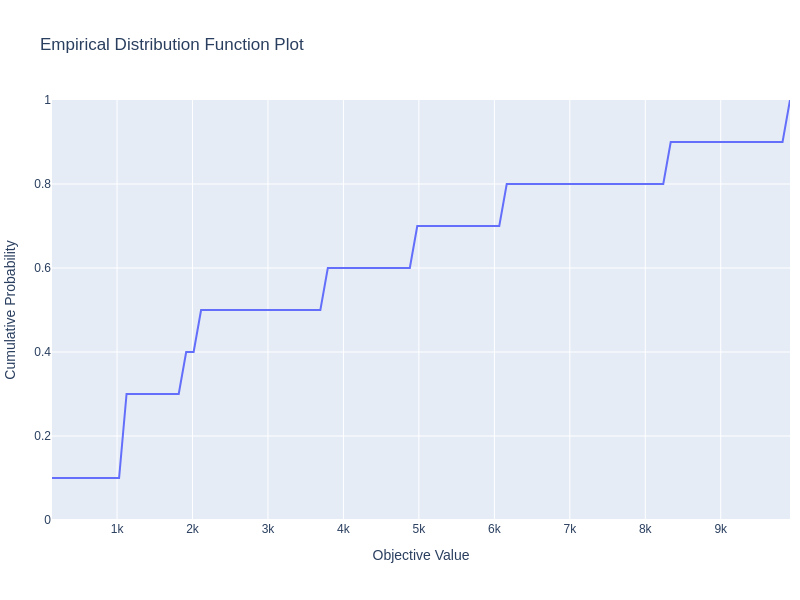 Empirical Distribution Function Plot
Cumulative Probability
1
0.8
0.6
0.4
0.2
0
1k
2k
3k
4k
5k
6k
7k
8k
9k
Objective Value